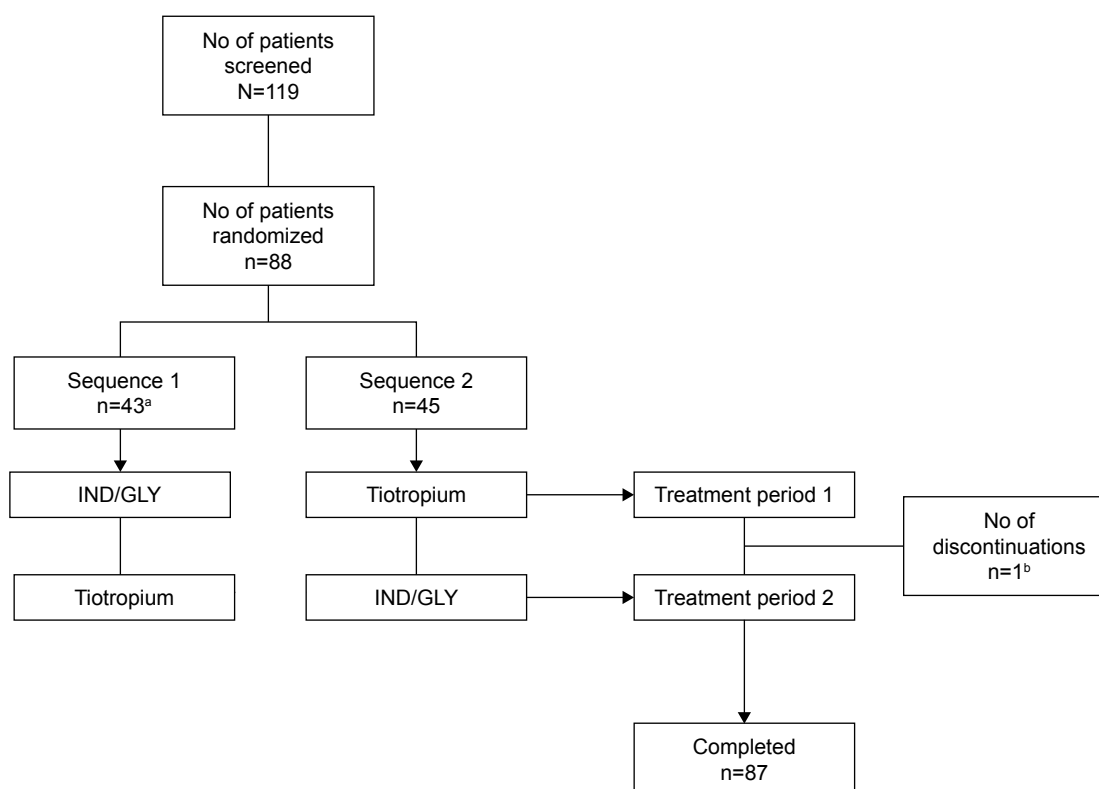 No of patients
screened
N=119
No of patients
randomized
n=88
Sequence 1
n=43ᵃ
Sequence 2
n=45
IND/GLY
Tiotropium
Treatment period 1
No of
discontinuations
n=1ᵇ
Tiotropium
IND/GLY
Treatment period 2
Completed
n=87